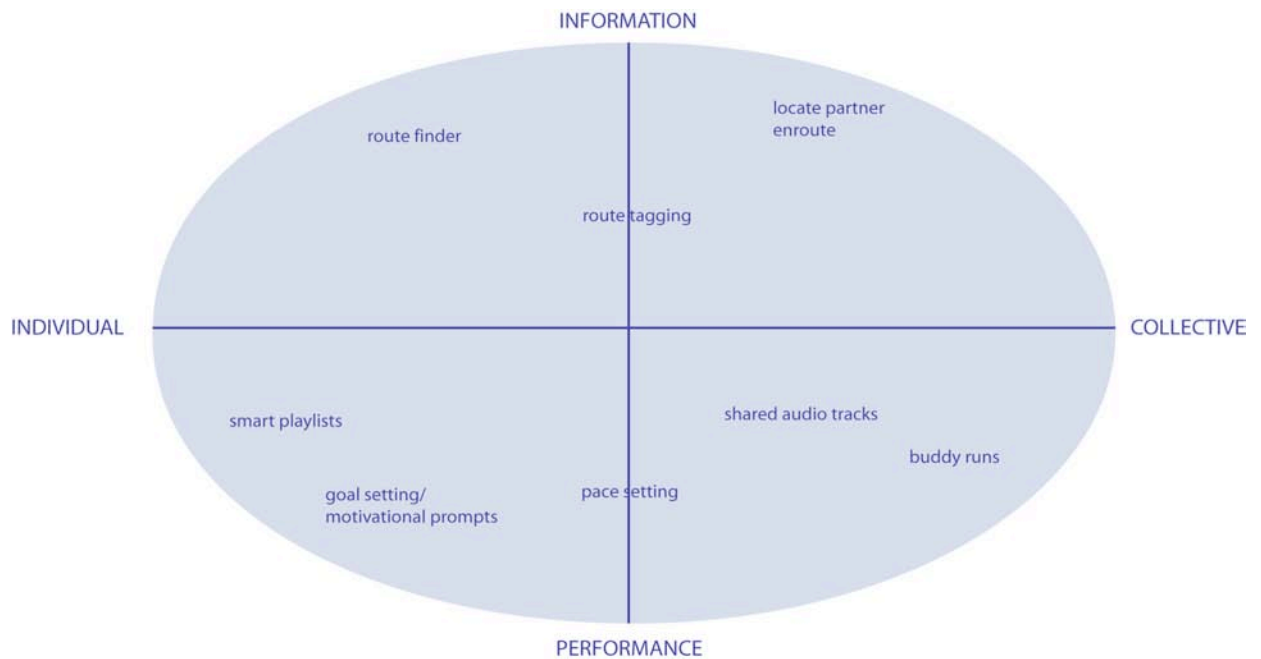 INFORMATION
locate partner
enroute
route finder
route tagging
INDIVIDUAL
COLLECTIVE
smart playlists
shared audio tracks
buddy runs
goal setting/
motivational prompts
pace setting
PERFORMANCE